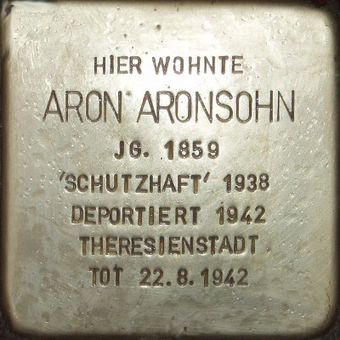 HIER WOHNTE
ARON ARONSOHN
JG. 1859
'SCHUTZHAFT' 1938
DEPORTIERT 1942
THERESIENSTADT
TOT 22.8.1942